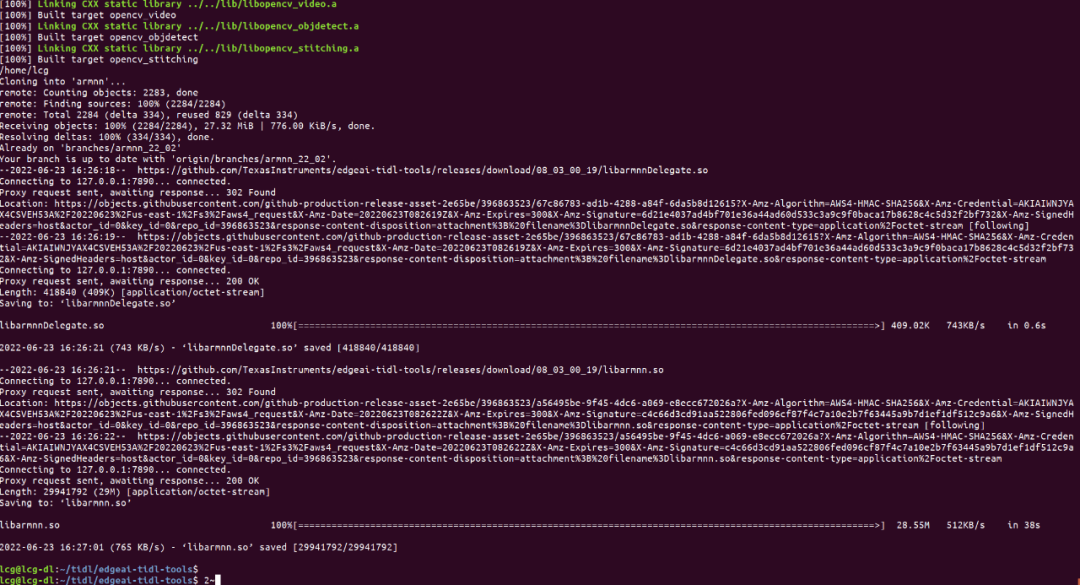 [100%] Linking CXX static library ../../lib/libopencv_video.a
[100%] Built target opencv_video
[100%] Linking CXX static library ../../lib/libopencv_objdetect.a
[100%] Built target opencv_objdetect
[100%] Linking CXX static library ../../lib/libopencv_stitching.a
[100%] Built target opencv_stitching
/home/lcg
Cloning into 'armnn'...
remote: Counting objects: 2283, done
remote: Finding sources: 100% (2284/2284)
remote: Total 2284 (delta 334), reused 829 (delta 334)
Receiving objects: 100% (2284/2284), 27.32 MiB | 776.00 KiB/s, done.
Resolving deltas: 100% (334/334), done.
Already on 'branches/armnn_22_02'
Your branch is up to date with 'origin/branches/armnn_22_02'.
--2022-06-23 16:26:18--  https://github.com/TexasInstruments/edgeai-tidl-tools/releases/download/08_03_00_19/libarmnnDelegate.so
Connecting to 127.0.0.1:7890... connected.
Proxy request sent, awaiting response... 302 Found
Location: https://objects.githubusercontent.com/github-production-release-asset-2e65be/396863523/67c86783-ad1b-4288-a84f-6da5b8d12615?X-Amz-Algorithm=AWS4-HMAC-SHA256&X-Amz-Credential=AKIAIWNJYA
X4CSVEH53A%2F20220623%2Fus-east-1%2Fs3%2Faws4_request&X-Amz-Date=20220623T082619Z&X-Amz-Expires=300&X-Amz-Signature=6d21e4037ad4bf701e36a44ad60d533c3a9c9f0baca17b8628c4c5d32f2bf732&X-Amz-SignedH
eaders=host&actor_id=0&key_id=0&repo_id=396863523&response-content-disposition=attachment%3B%20filename%3DlibarmnnDelegate.so&response-content-type=application%2Foctet-stream [following]
--2022-06-23 16:26:19--  https://objects.githubusercontent.com/github-production-release-asset-2e65be/396863523/67c86783-ad1b-4288-a84f-6da5b8d12615?X-Amz-Algorithm=AWS4-HMAC-SHA256&X-Amz-Creden
tial=AKIAIWNJYAX4CSVEH53A%2F20220623%2Fus-east-1%2Fs3%2Faws4_request&X-Amz-Date=20220623T082619Z&X-Amz-Expires=300&X-Amz-Signature=6d21e4037ad4bf701e36a44ad60d533c3a9c9f0baca17b8628c4c5d32f2bf73
2&X-Amz-SignedHeaders=host&actor_id=0&key_id=0&repo_id=396863523&response-content-disposition=attachment%3B%20filename%3DlibarmnnDelegate.so&response-content-type=application%2Foctet-stream
Connecting to 127.0.0.1:7890... connected.
Proxy request sent, awaiting response... 200 OK
Length: 418840 (409K) [application/octet-stream]
Saving to: ‘libarmnnDelegate.so’
libarmnnDelegate.so 100%[===================================================================================================>] 409.02K 743KB/s in 0.6s
2022-06-23 16:26:21 (743 KB/s) - ‘libarmnnDelegate.so’ saved [418840/418840]
--2022-06-23 16:26:21--  https://github.com/TexasInstruments/edgeai-tidl-tools/releases/download/08_03_00_19/libarmnn.so
Connecting to 127.0.0.1:7890... connected.
Proxy request sent, awaiting response... 302 Found
Location: https://objects.githubusercontent.com/github-production-release-asset-2e65be/396863523/a56495be-9f45-4dc6-a069-e8ecc672026a?X-Amz-Algorithm=AWS4-HMAC-SHA256&X-Amz-Credential=AKIAIWNJYA
X4CSVEH53A%2F20220623%2Fus-east-1%2Fs3%2Faws4_request&X-Amz-Date=20220623T082622Z&X-Amz-Expires=300&X-Amz-Signature=c4c66d3cd91aa522806fed096cf87f4c7a10e2b7f63445a9b7d1ef1df512c9a6&X-Amz-SignedH
eaders=host&actor_id=0&key_id=0&repo_id=396863523&response-content-disposition=attachment%3B%20filename%3Dlibarmnn.so&response-content-type=application%2Foctet-stream [following]
--2022-06-23 16:26:22--  https://objects.githubusercontent.com/github-production-release-asset-2e65be/396863523/a56495be-9f45-4dc6-a069-e8ecc672026a?X-Amz-Algorithm=AWS4-HMAC-SHA256&X-Amz-Creden
tial=AKIAIWNJYAX4CSVEH53A%2F20220623%2Fus-east-1%2Fs3%2Faws4_request&X-Amz-Date=20220623T082622Z&X-Amz-Expires=300&X-Amz-Signature=c4c66d3cd91aa522806fed096cf87f4c7a10e2b7f63445a9b7d1ef1df512c9a
6&X-Amz-SignedHeaders=host&actor_id=0&key_id=0&repo_id=396863523&response-content-disposition=attachment%3B%20filename%3Dlibarmnn.so&response-content-type=application%2Foctet-stream
Connecting to 127.0.0.1:7890... connected.
Proxy request sent, awaiting response... 200 OK
Length: 29941792 (29M) [application/octet-stream]
Saving to: ‘libarmnn.so’
libarmnn.so 100%[===================================================================================================>] 28.55M 512KB/s in 38s
2022-06-23 16:27:01 (765 KB/s) - ‘libarmnn.so’ saved [29941792/29941792]
lcg@lcg-dl:~/tidl/edgeai-tidl-tools$
lcg@lcg-dl:~/tidl/edgeai-tidl-tools$ 2~